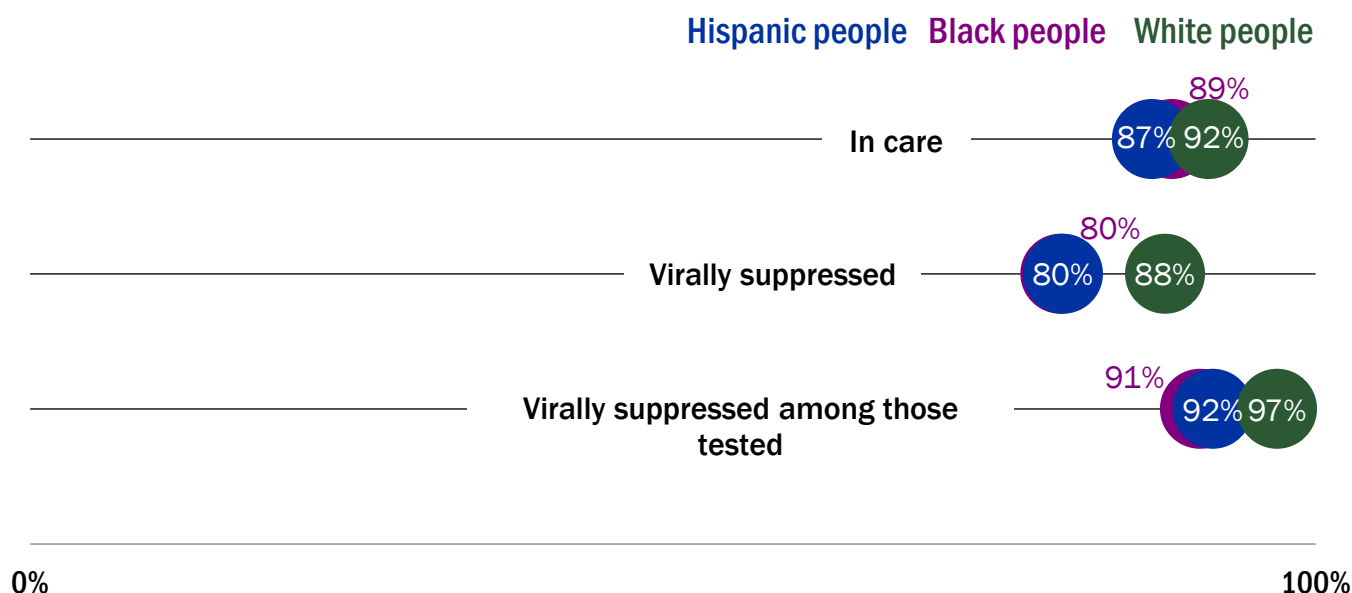 Hispanic people Black people White people
89%
In care 87% 92%
80%
Virally suppressed 80% 88%
91%
Virally suppressed among those 92% 97%
tested
0% 100%